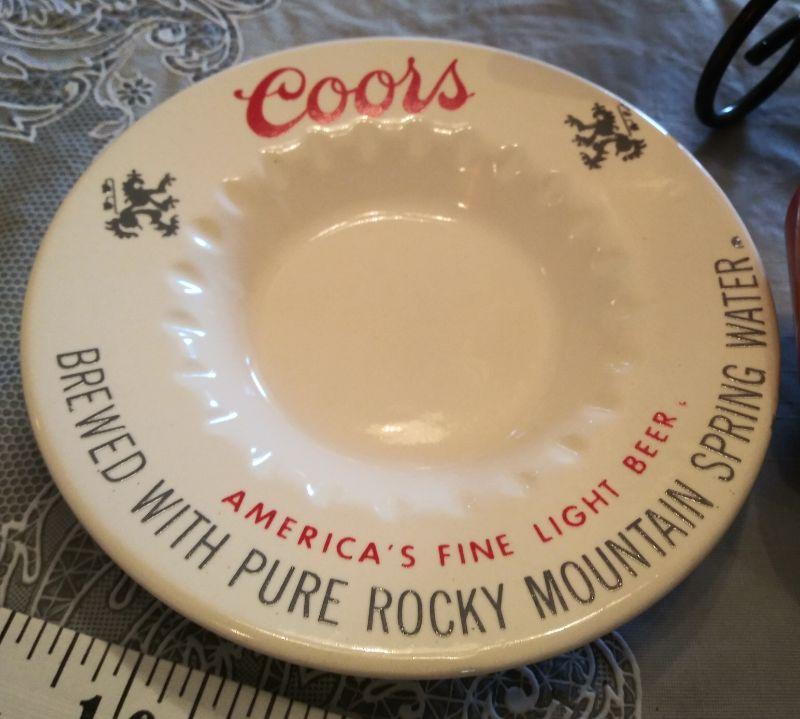 Coors
AMERICA'S FINE LIGHT BEER.
BREWED WITH PURE ROCKY MOUNTAIN SPRING WATER.